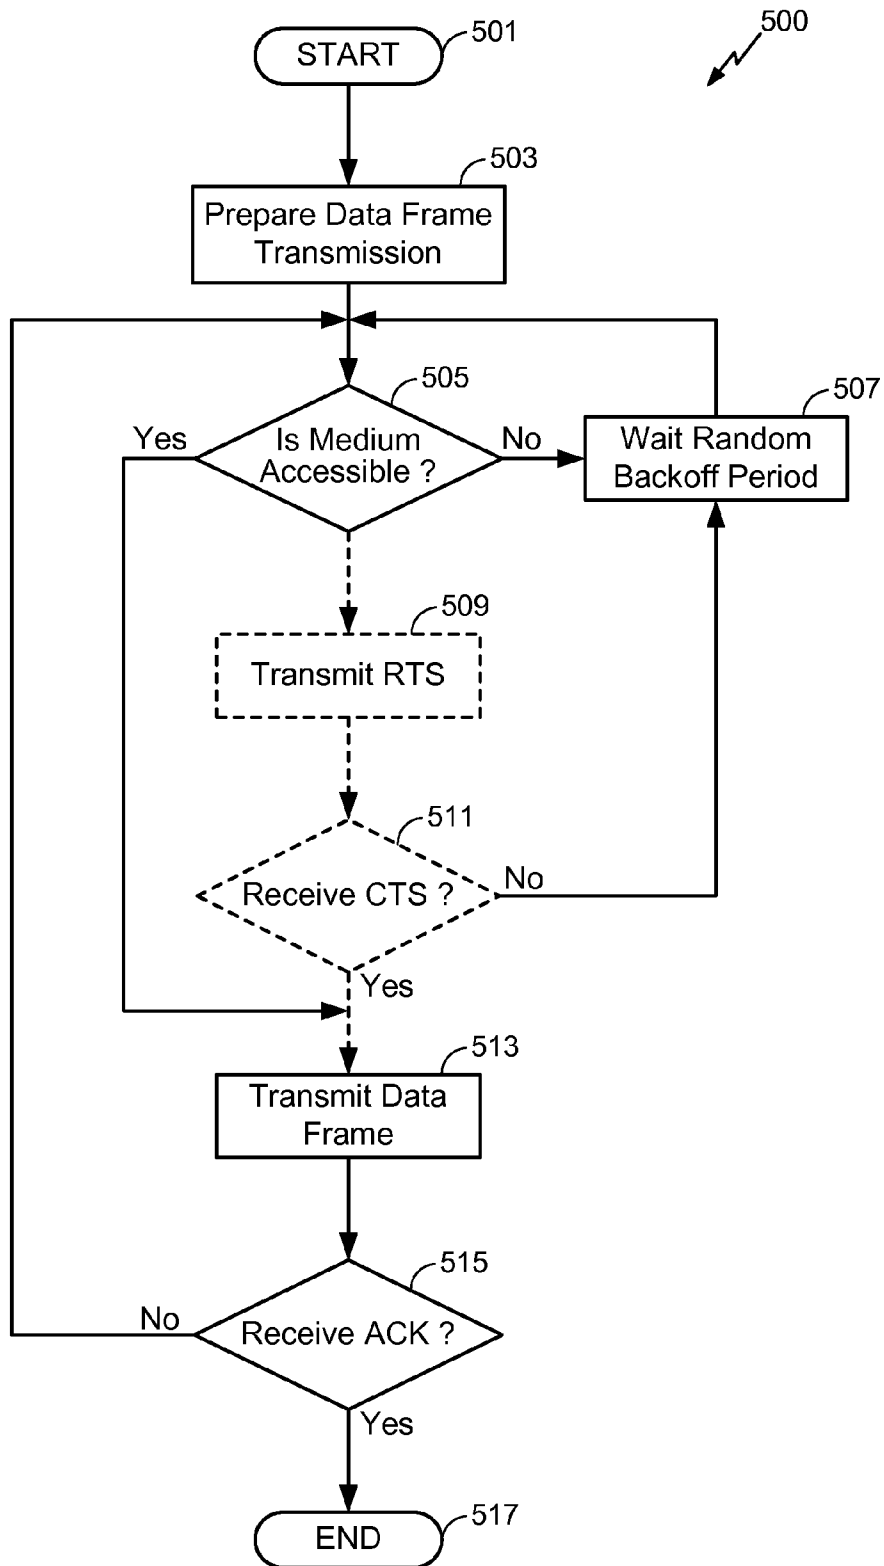 START
501
500
503
Prepare Data Frame
Transmission
505
507
Yes
Is Medium
Accessible ?
No
Wait Random
Backoff Period
509
Transmit RTS
511
Receive CTS ?
No
Yes
513
Transmit Data
Frame
515
No
Receive ACK ?
Yes
END
517